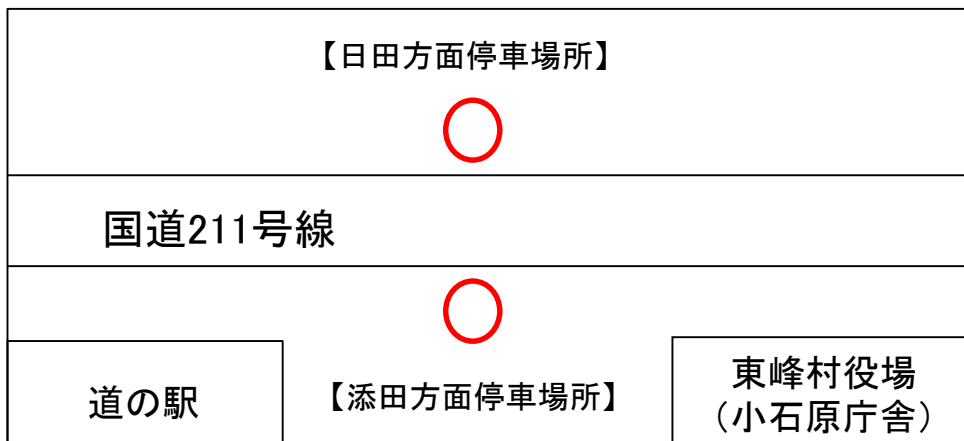 【日田方面停車場所】
国道211号線
道の駅
【添田方面停車場所】
東峰村役場
（小石原庁舎）